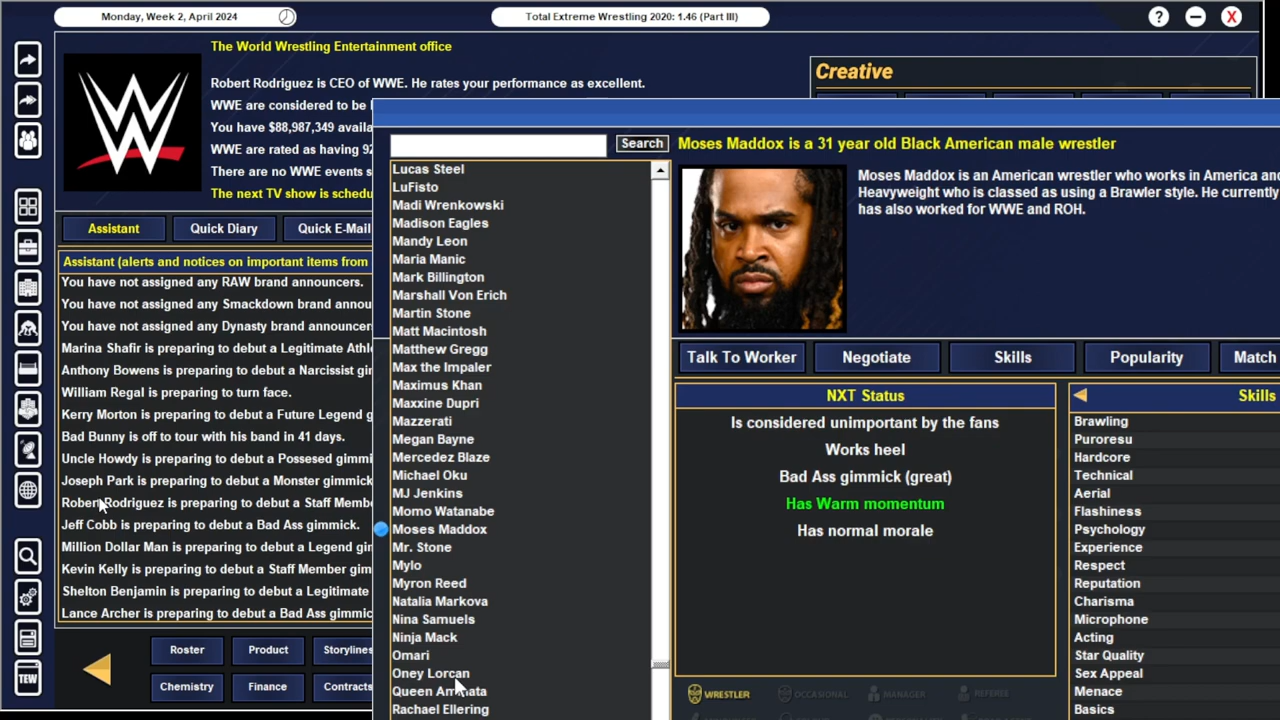 Monday, Week 2, April 2024
Total Extreme Wrestling 2020: 1.46 (Part III)
?
X
W
The World Wrestling Entertainment office
Robert Rodriguez is CEO of WWE. He rates your performance as excellent.
WWE are considered to be
You have $88,987,349
WWE are rated as having 92
There are no WWE events
The next TV show is
Creative
Assistant
Quick Diary
Quick E-Mail
Assistant (alerts and notices on important items from
You have not assigned any RAW brand announcers.
You have not assigned any Smackdown brand
You have not assigned any Dynasty brand announcers
Marina Shafir is preparing to debut a Legitimate
Anthony Bowens is preparing to debut a Narcissist
William Regal is preparing to turn face.
Kerry Morton is preparing to debut a Future Legend
Bad Bunny is off to tour with his band in 41 days.
Uncle Howdy is preparing to debut a Possesed
Joseph Park is preparing to debut a Monster gimmick
Robert Rodriguez is preparing to debut a Staff
Jeff Cobb is preparing to debut a Bad Ass gimmick.
Million Dollar Man is preparing to debut a Legend
Kevin Kelly is preparing to debut a Staff Member
Shelton Benjamin is preparing to debut a Legitimate
Lance Archer is preparing to debut a Bad Ass
TEW
Roster
Product
Storylines
Chemistry
Finance
Contracts
Search
Lucas Steel
LuFisto
Madi Wrenkowski
Madison Eagles
Mandy Leon
Maria Manic
Mark Billington
Marshall Von Erich
Martin Stone
Matt Macintosh
Matthew Gregg
Max the Impaler
Maximus Khan
Maxxine Dupri
Mazzerati
Megan Bayne
Mercedez Blaze
Michael Oku
MJ Jenkins
Momo Watanabe
Moses Maddox
Mr. Stone
Mylo
Myron Reed
Natalia Markova
Nina Samuels
Ninja Mack
Omari
Oney Lorcan
Queen Aminata
Rachael Ellering
Moses Maddox is a 31 year old Black American male wrestler
Moses Maddox is an American wrestler who works in America and
Heavyweight who is classed as using a Brawler style. He currently
has also worked for WWE and ROH.
Talk To Worker
Negotiate
Skills
Popularity
Match
NXT Status
Is considered unimportant by the fans
Works heel
Bad Ass gimmick (great)
Has Warm momentum
Has normal morale
Skills
Brawling
Puroresu
Hardcore
Technical
Aerial
Flashiness
Psychology
Experience
Respect
Reputation
Charisma
Microphone
Acting
Star Quality
Sex Appeal
Menace
Basics
WRESTLER
OCCASIONAL
MANAGER
REFEREE